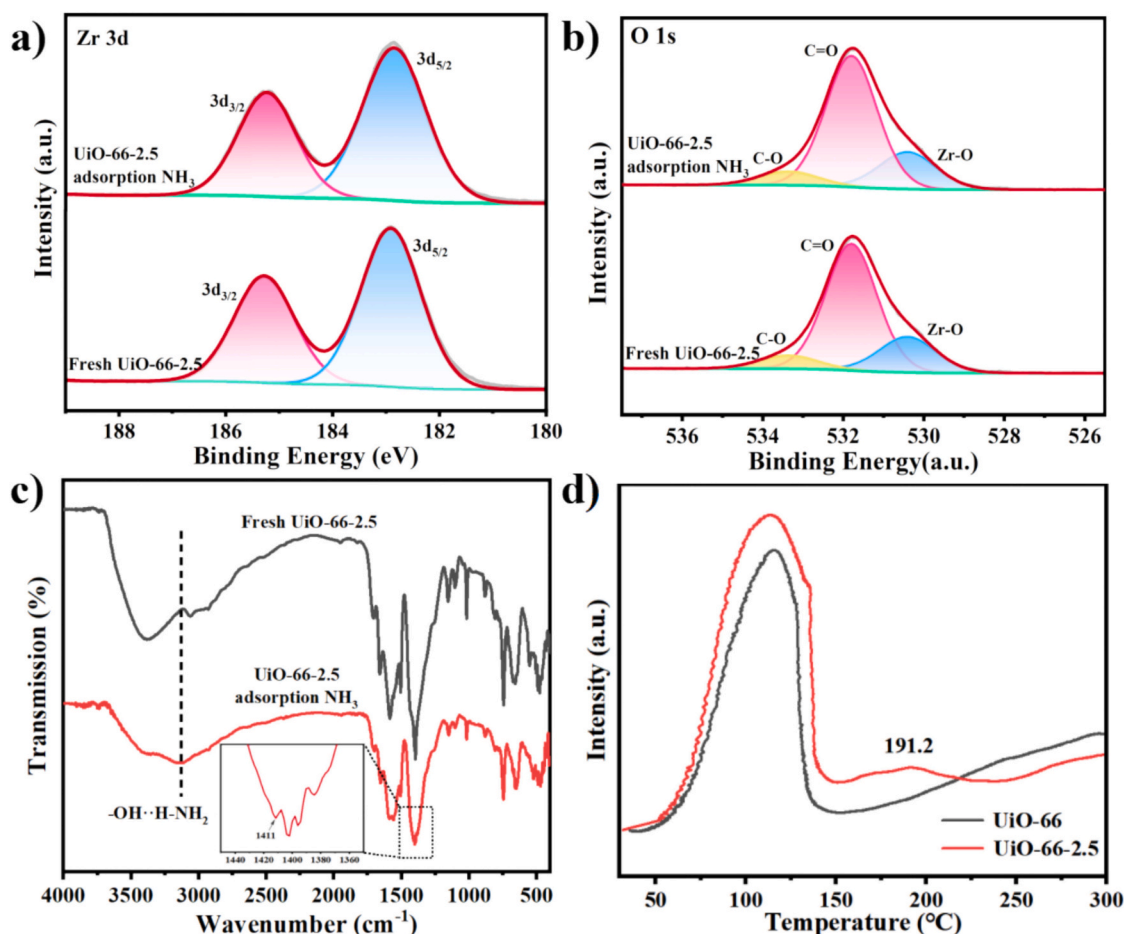 a)
Zr 3d
3d5/2
3d3/2
UiO-66-2.5
adsorption NH3
3d5/2
3d3/2
Fresh UiO-66-2.5
Intensity (a.u.)
188
186
184
182
180
Binding Energy (eV)
b)
O 1s
C=O
UiO-66-2.5
adsorption NH3
C-O
Zr-O
C=O
C-O
Zr-O
Fresh UiO-66-2.5
Intensity (a.u.)
536
534
532
530
528
526
Binding Energy(a.u.)
c)
Fresh UiO-66-2.5
UiO-66-2.5
adsorption NH3
-OH··H-NH2
1411
1440
1420
1400
1380
1360
Transmission (%)
4000
3500
3000
2500
2000
1500
1000
500
Wavenumber (cm-1)
d)
191.2
UiO-66
UiO-66-2.5
Intensity (a.u.)
50
100
150
200
250
300
Temperature (°C)